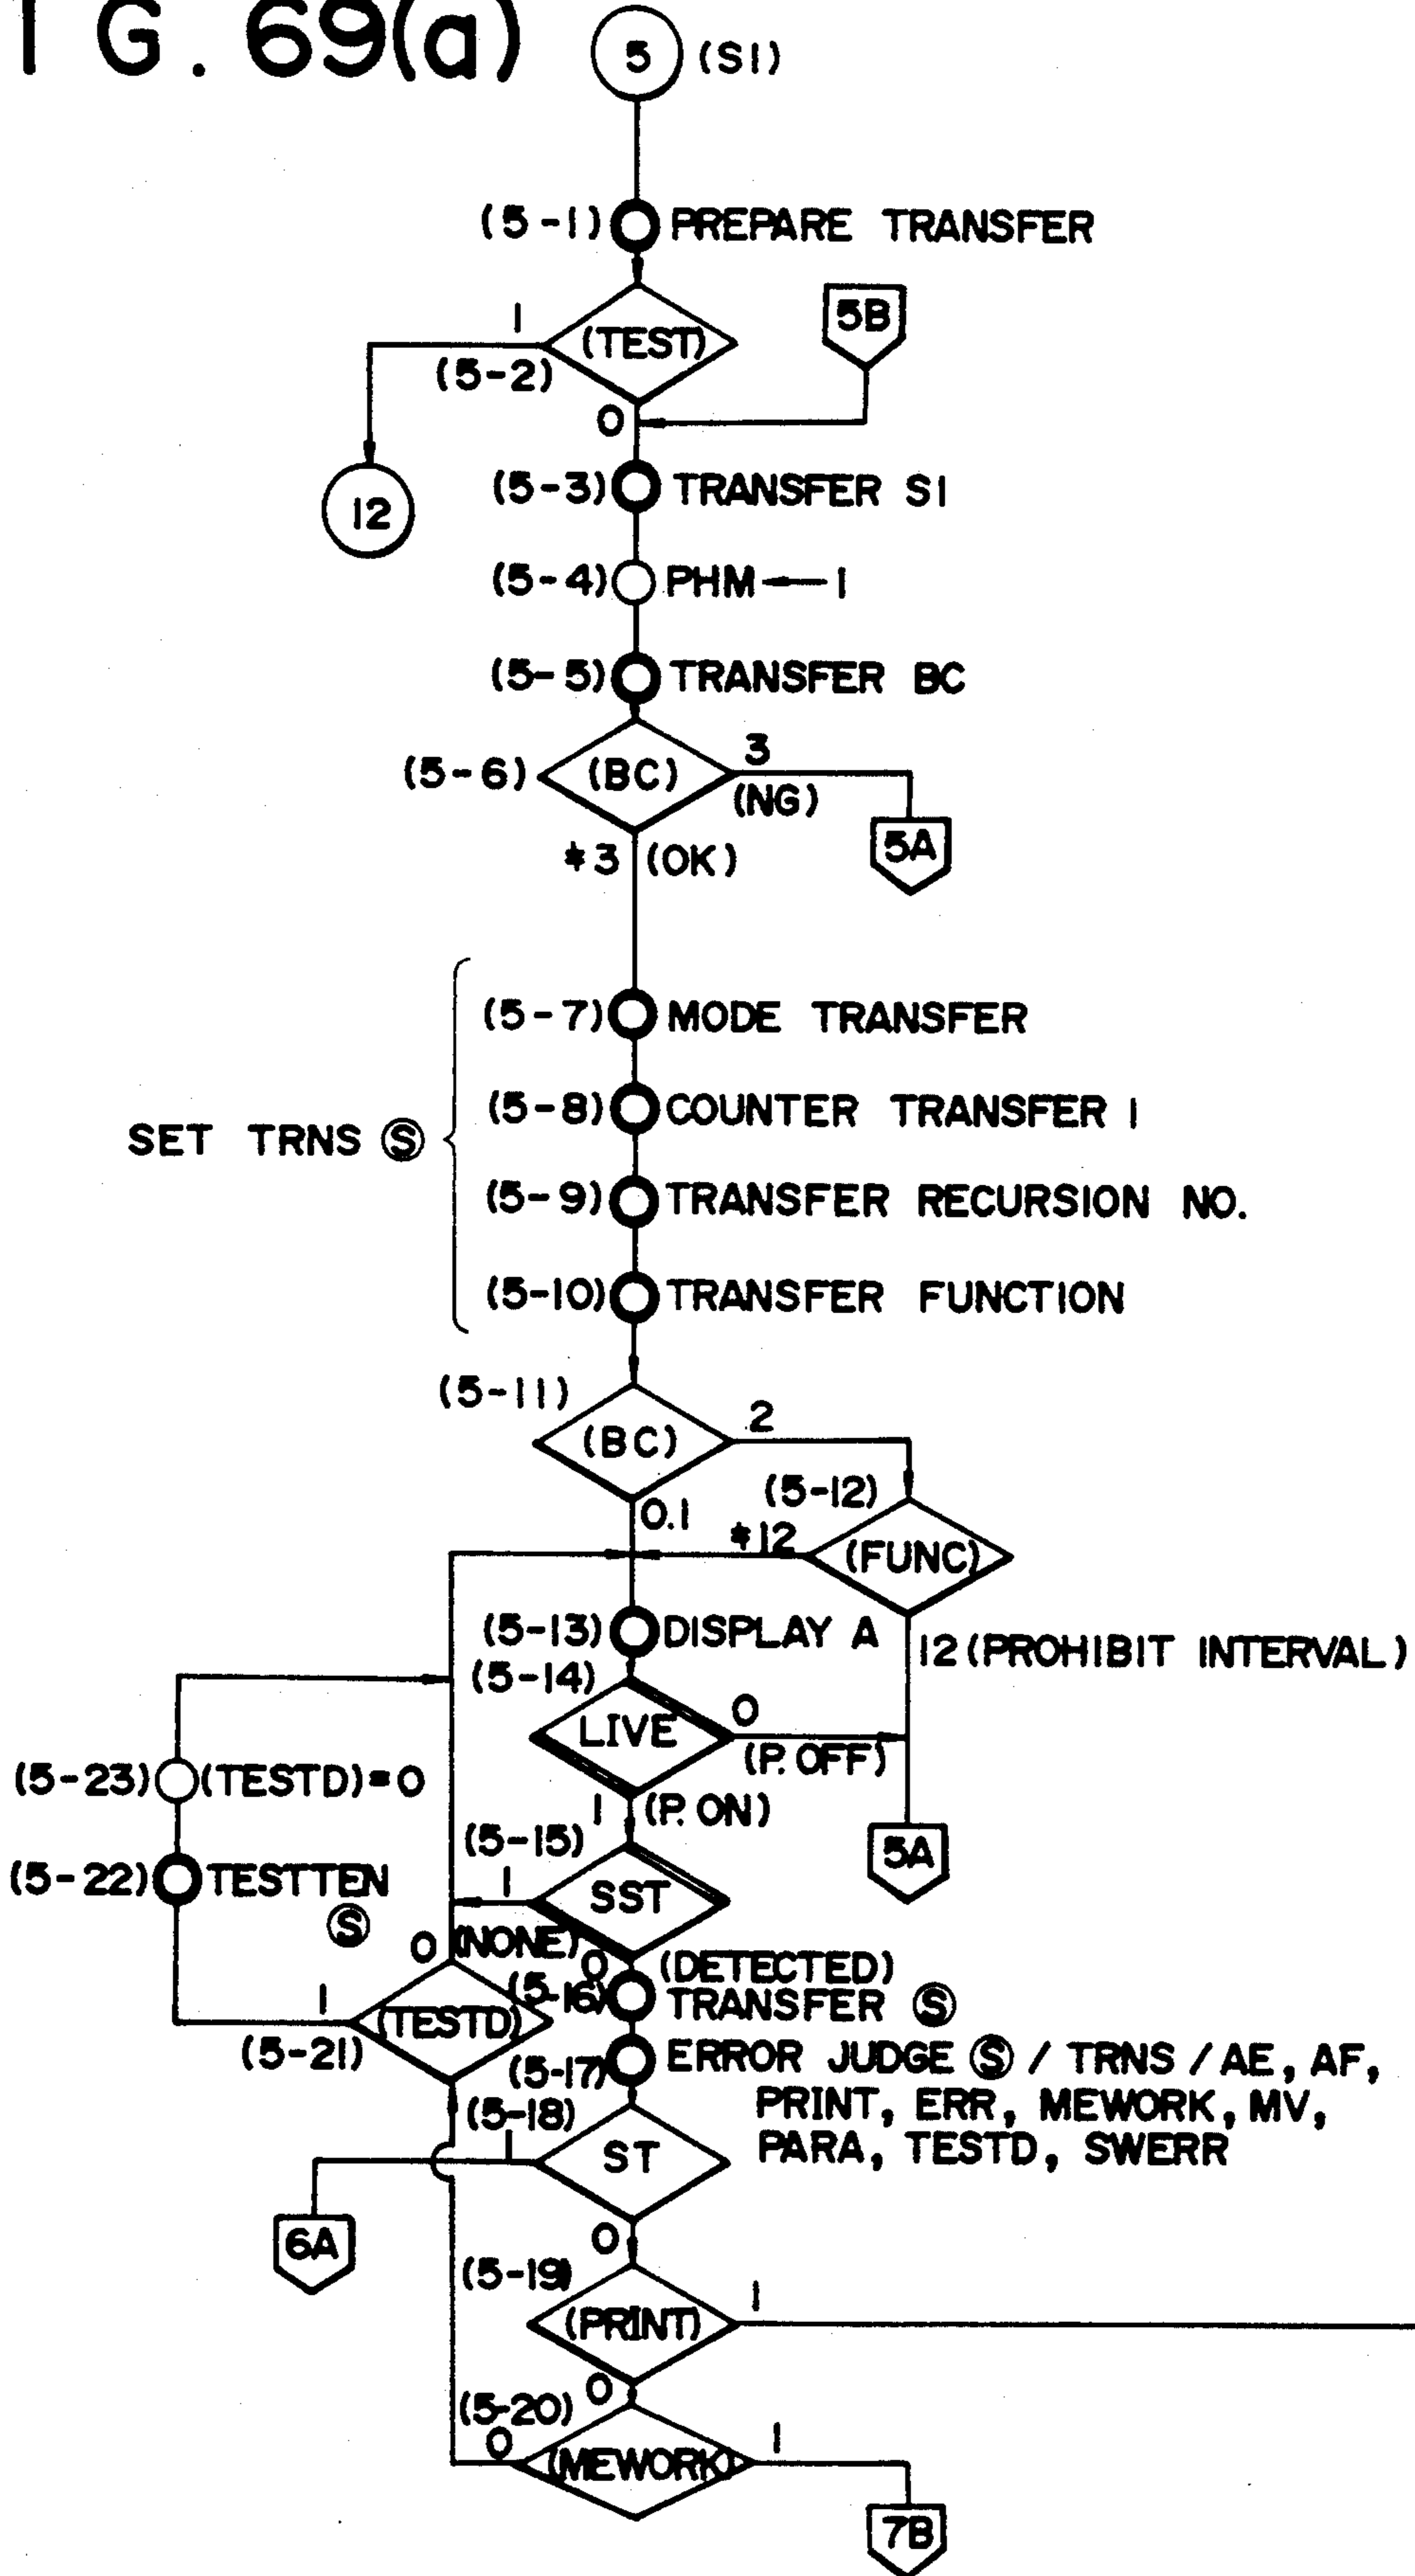 I G. 69(a)
5 (S1)
(5-1) PREPARE TRANSFER
1
(TEST)
5B
(5-2)
0
12
(5-3) TRANSFER S1
(5-4) PHM ← 1
(5-5) TRANSFER BC
(5-6) (BC) 3
(NG)
5A
*3 (OK)
(5-7) MODE TRANSFER
(5-8) COUNTER TRANSFER 1
SET TRNS Ⓢ
(5-9) TRANSFER RECURSION NO.
(5-10) TRANSFER FUNCTION
(5-11)
(BC) 2
(5-12)
0.1
*12
(FUNC)
(5-13) DISPLAY A
12 (PROHIBIT INTERVAL)
(5-14)
LIVE 0
(P. OFF)
(5-23) (TESTD)=0
1 (P. ON)
(5-15)
5A
(5-22) TESTTEN
Ⓢ
1
SST
0 (NONE)
0 (DETECTED)
(5-16) TRANSFER Ⓢ
1
(TESTD)
(5-21)
(5-17) ERROR JUDGE Ⓢ / TRNS / AE, AF,
PRINT, ERR, MEWORK, MV,
PARA, TESTD, SWERR
(5-18)
1
ST
6A
0
(5-19)
(PRINT) 1
0
(5-20)
0
(MEWORK) 1
7B